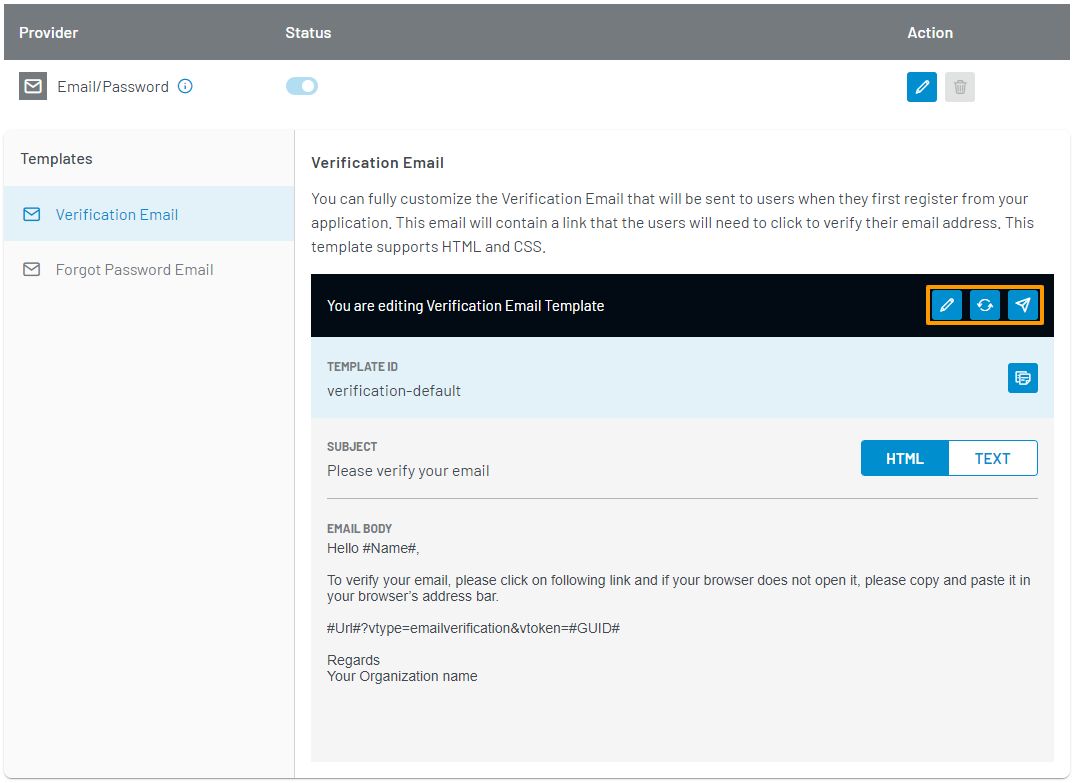 Provider Status Action
Email/Password
Templates
Verification Email
Forgot Password Email
Verification Email
You can fully customize the Verification Email that will be sent to users when they first register from your
application. This email will contain a link that the users will need to click to verify their email address. This
template supports HTML and CSS.
You are editing Verification Email Template
TEMPLATE ID
verification-default
SUBJECT
Please verify your email
HTML TEXT
EMAIL BODY
Hello #Name#,
To verify your email, please click on following link and if your browser does not open it, please copy and paste it in
your browser’s address bar.
#Url#?vtype=emailverification&vtoken=#GUID#
Regards
Your Organization name